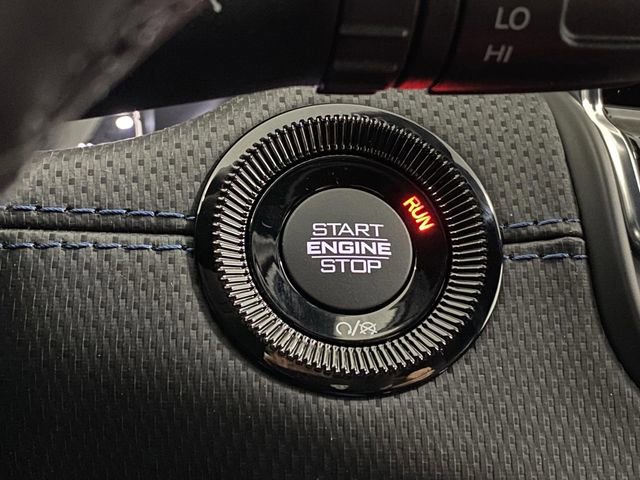 LO
HI
RUN
START
ENGINE
STOP